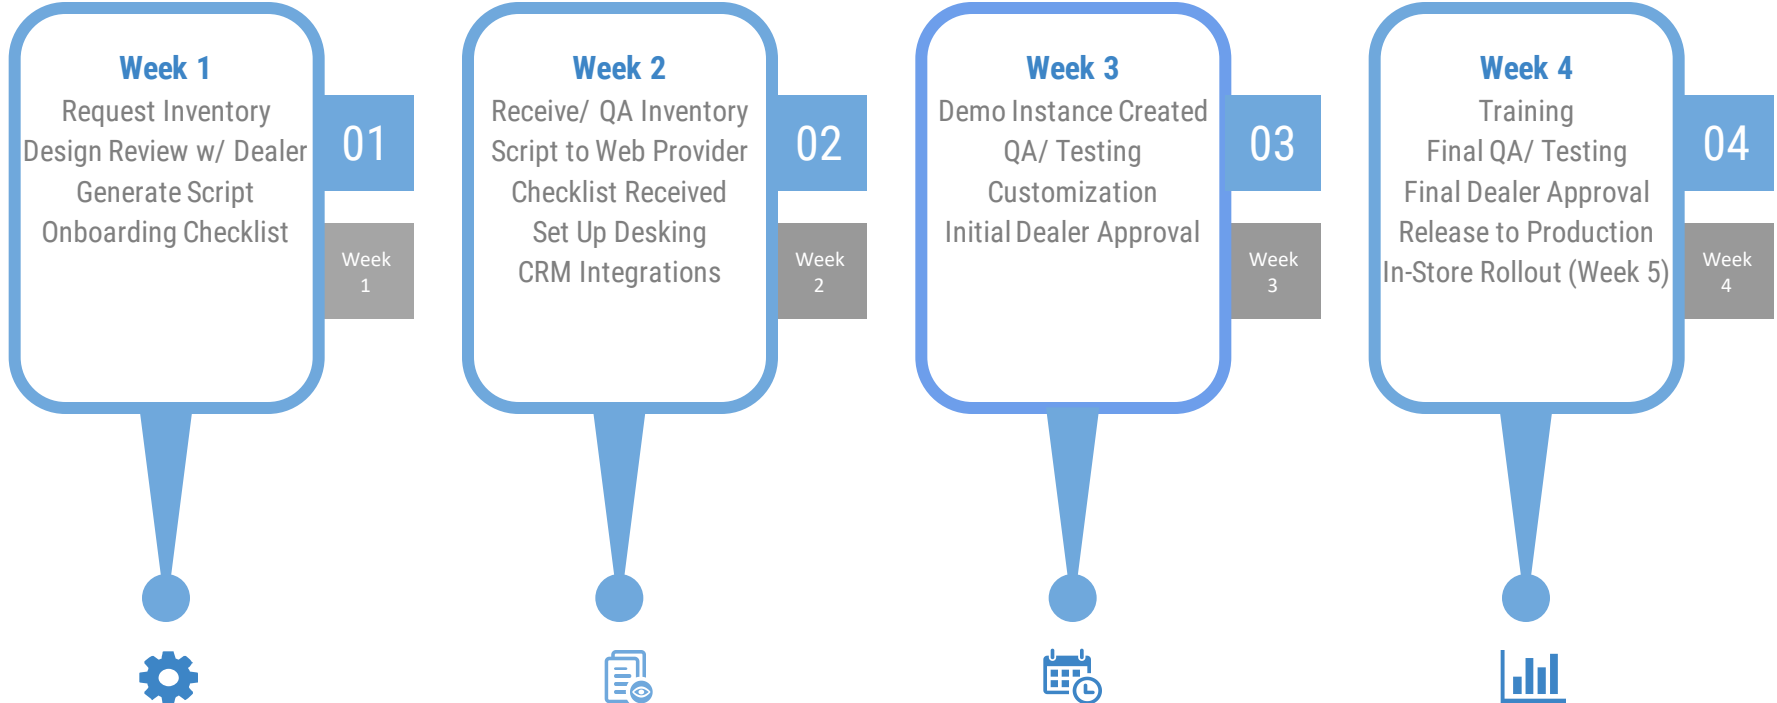 Week 1
Request Inventory
Design Review w/ Dealer
Generate Script
Onboarding Checklist
01
Week
1
Week 2
Receive/ QA Inventory
Script to Web Provider
Checklist Received
Set Up Desking
CRM Integrations
02
Week
2
Week 3
Demo Instance Created
QA/ Testing
Customization
Initial Dealer Approval
03
Week
3
Week 4
Training
Final QA/ Testing
Final Dealer Approval
Release to Production
In-Store Rollout (Week 5)
04
Week
4